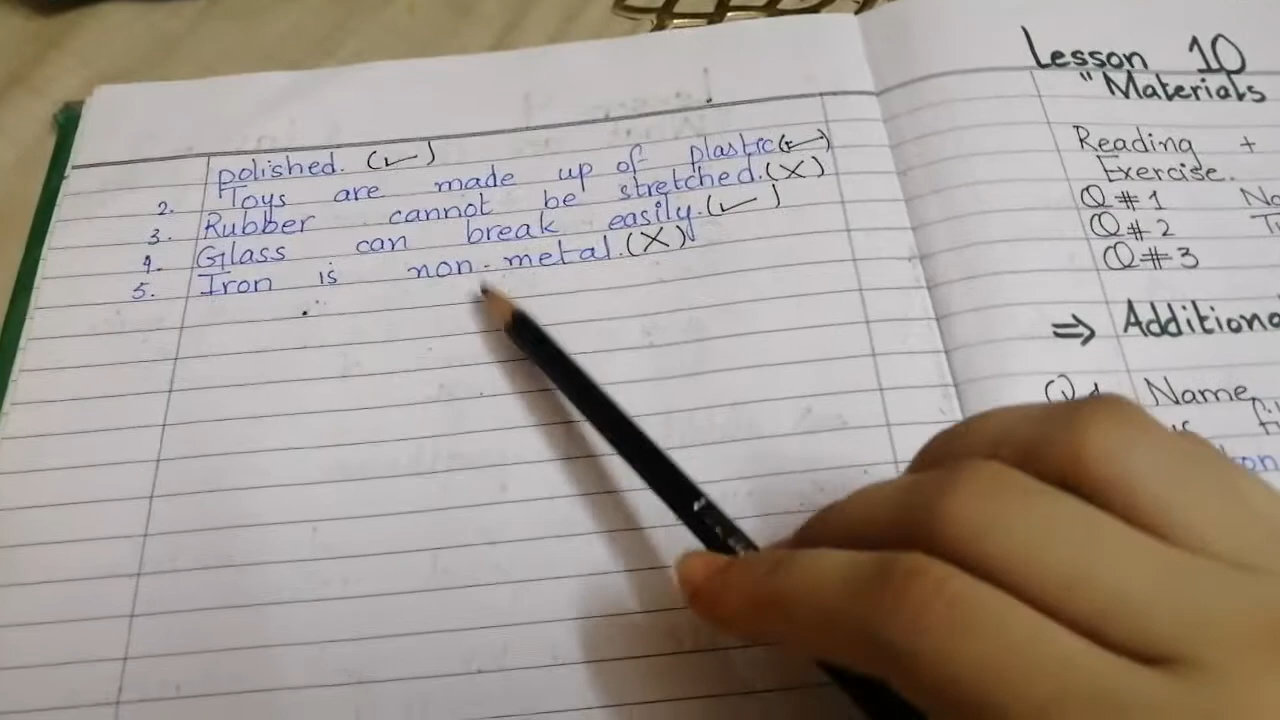 polished. (✓)
2. Toys are made up of plastic (✓)
3. Rubber cannot be stretched. (X)
4. Glass can break easily. (✓)
5. Iron is non-metal. (X)
Lesson 10
"Materials
Reading +
Exercise.
Q#1
Q#2
Q#3
⇒ Additiona
Name